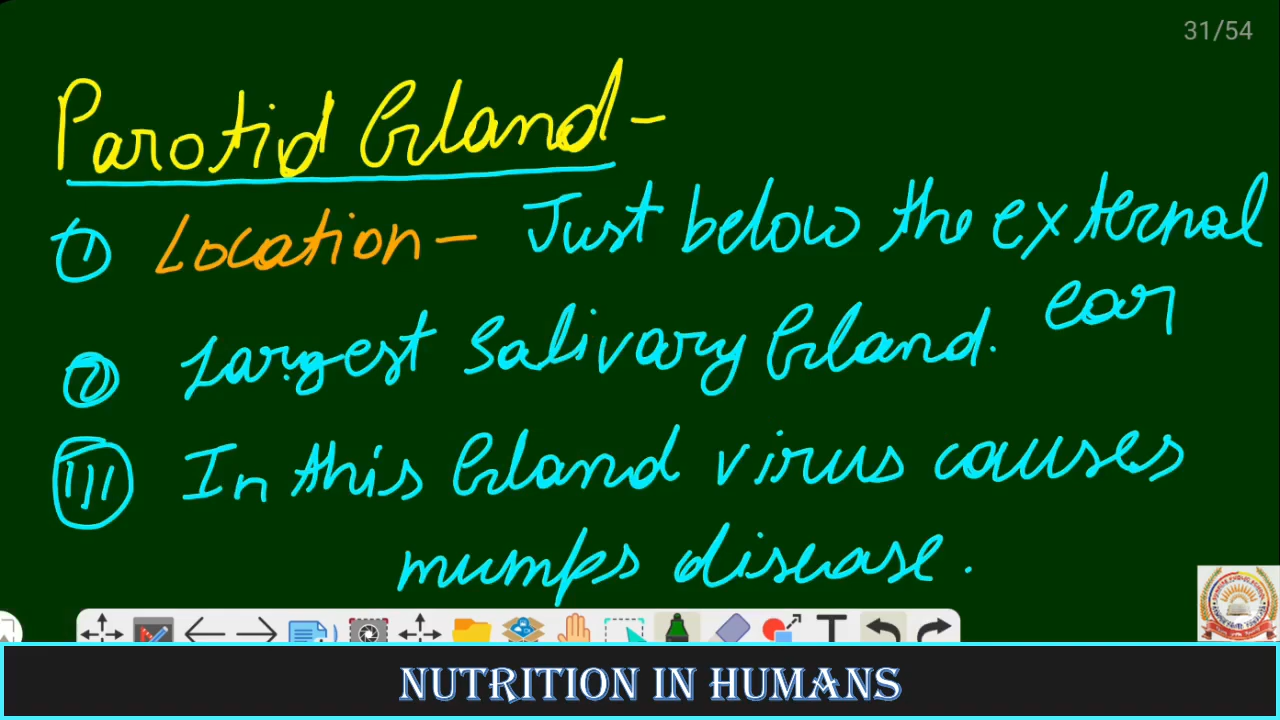 31/54
Parotid Gland-
(1) Location - Just below the external
ear
(2) Largest Salivary Gland.
(III) In this Gland virus causes
mumps disease.
T
NUTRITION IN HUMANS